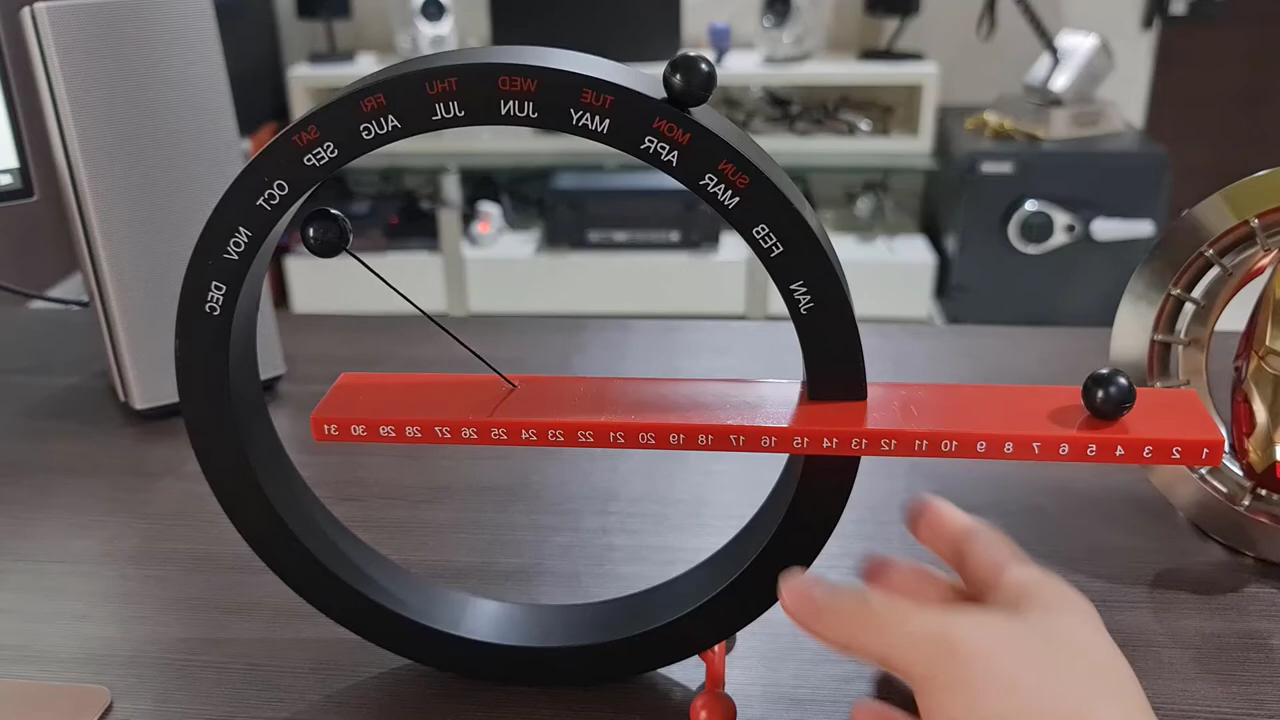 SAT FRI THU WED TUE MON SUN
DEC NOV OCT SEP AUG JUL JUN MAY APR MAR FEB JAN
31 30 29 28 27 26 25 24 23 22 21 20 19 18 17 16 15 14 13 12 11 10 9 8 7 6 5 4 3 2 1